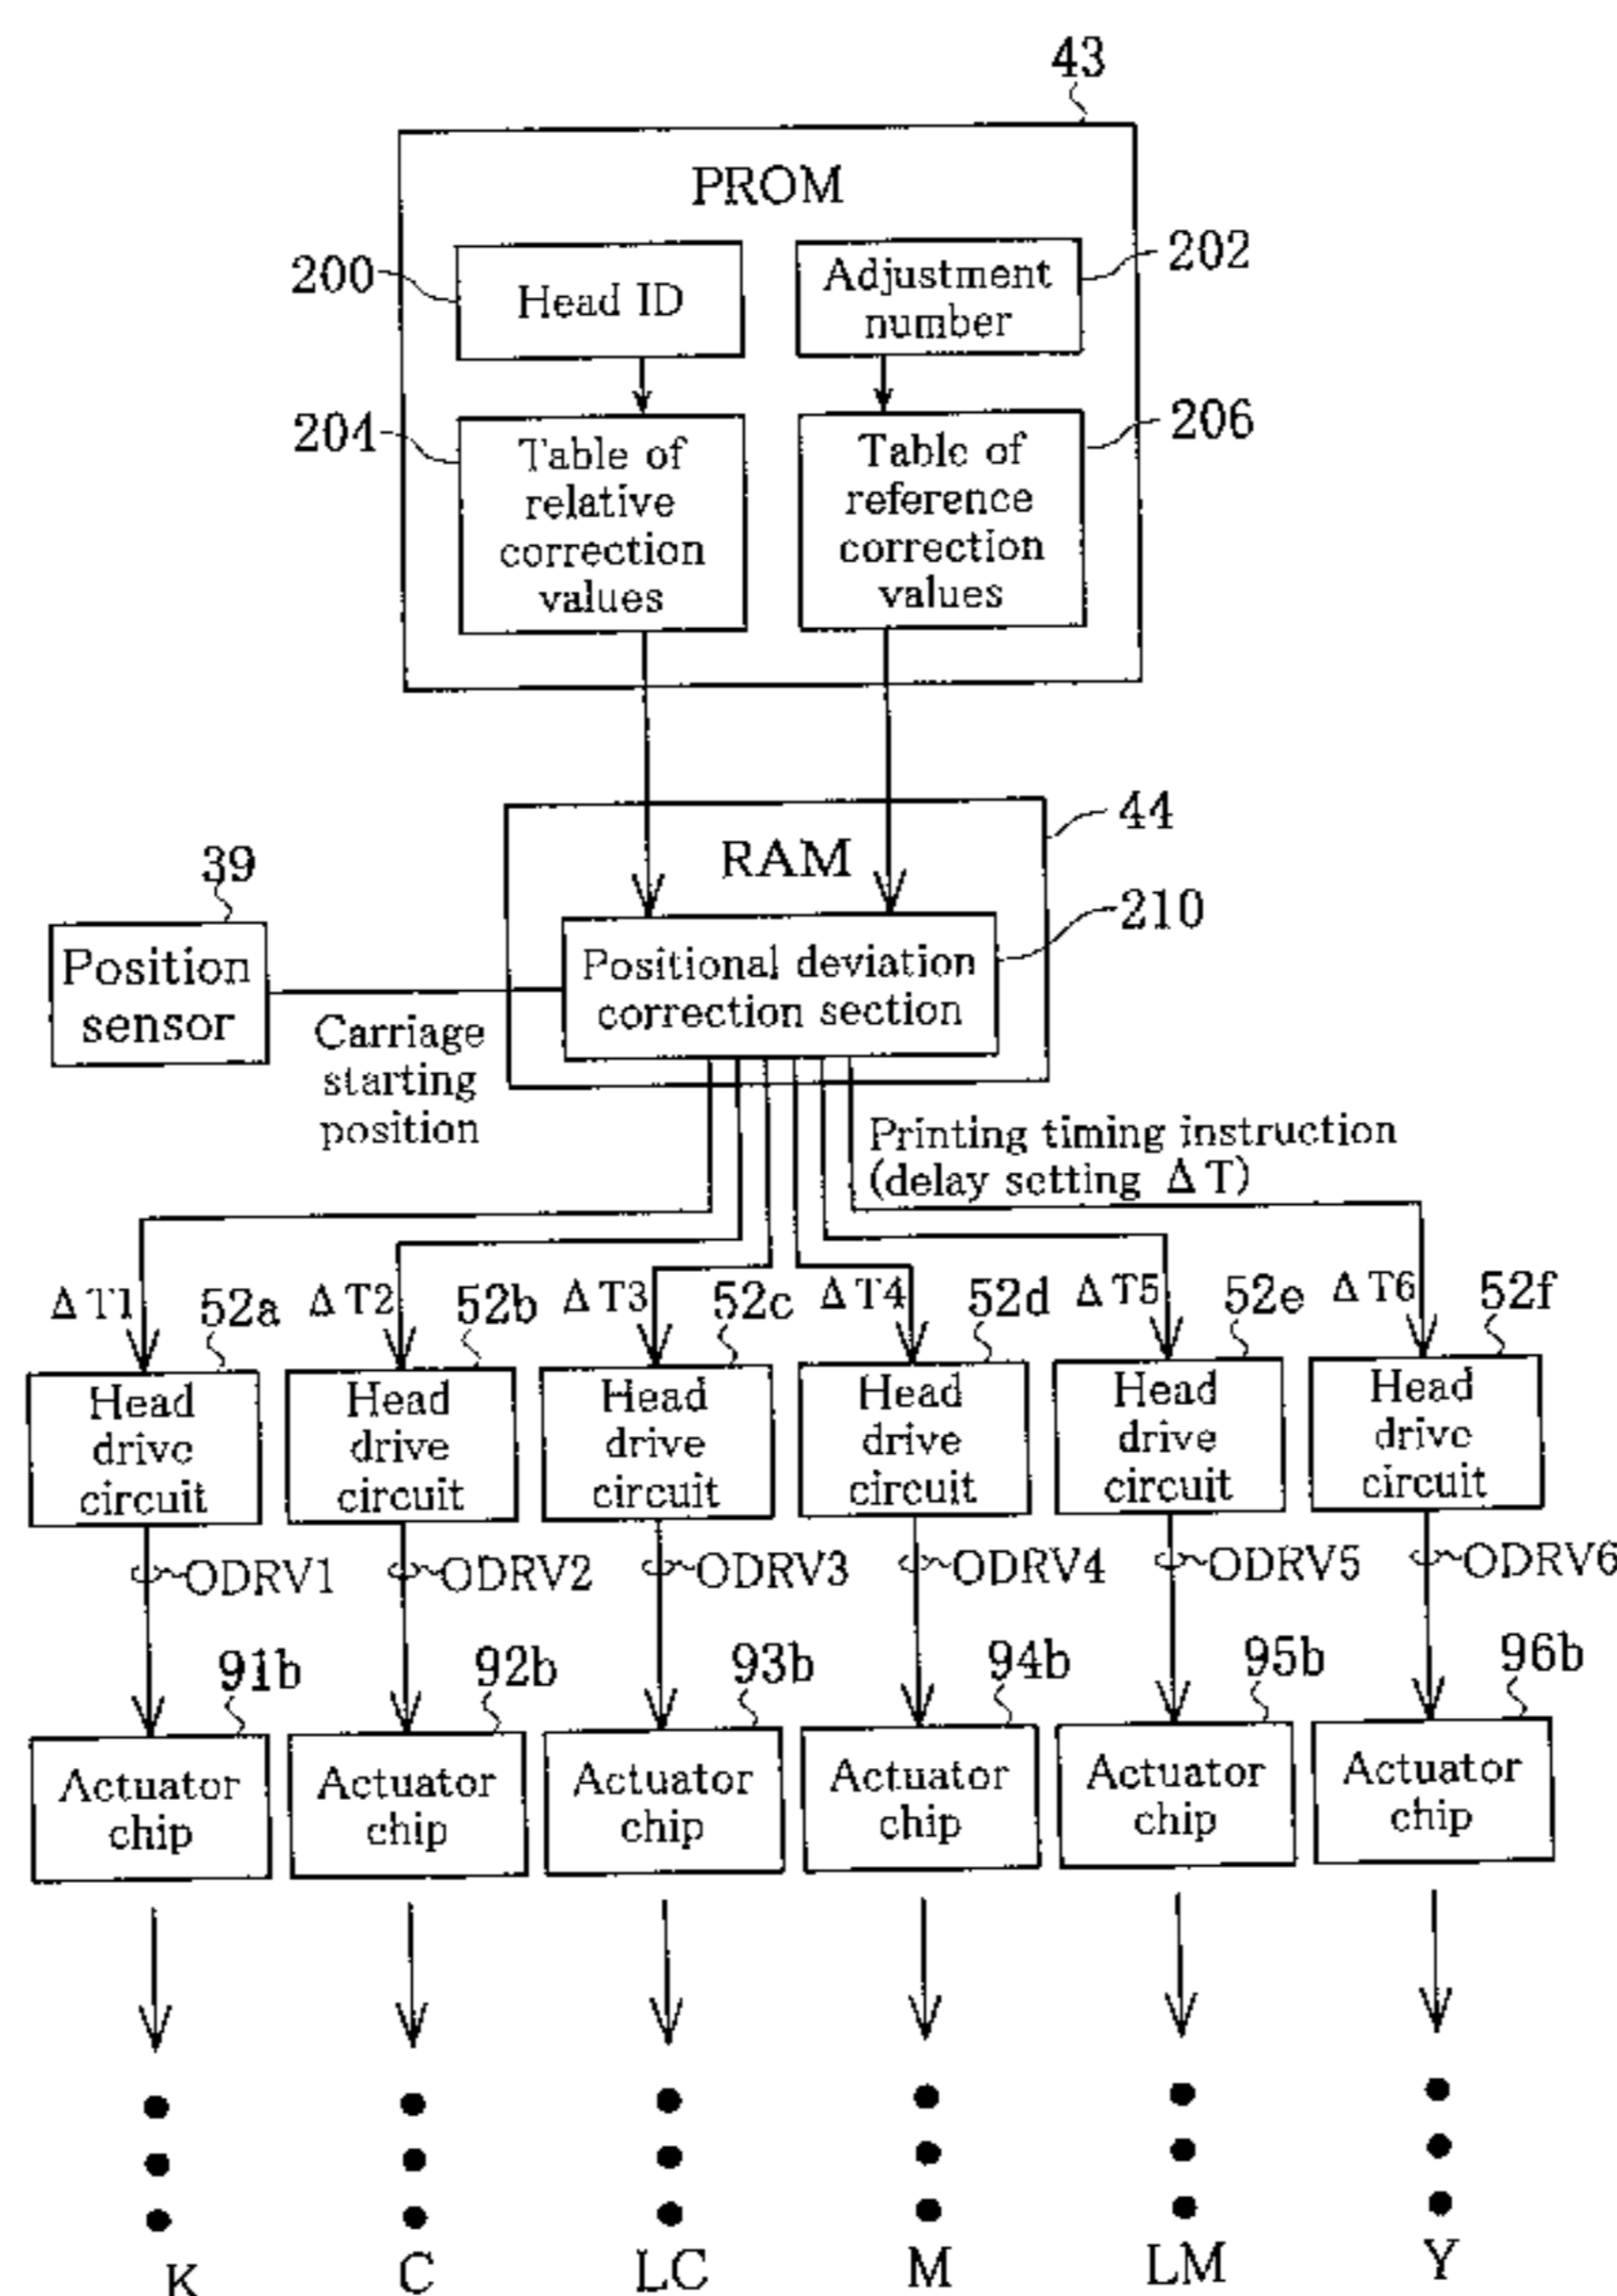 43
PROM
200
Head ID
Adjustment
number
202
204
Table of
relative
correction
values
Table of
reference
correction
values
206
44
RAM
39
Position
sensor
210
Positional deviation
correction section
Carriage
starting
position
Printing timing instruction
(delay setting ΔT)
ΔT1 52a ΔT2 52b ΔT3 52c ΔT4 52d ΔT5 52e ΔT6 52f
Head
drive
circuit
Head
drive
circuit
Head
drive
circuit
Head
drive
circuit
Head
drive
circuit
Head
drive
circuit
ODRV1 ODRV2 ODRV3 ODRV4 ODRV5 ODRV6
91b 92b 93b 94b 95b 96b
Actuator
chip
Actuator
chip
Actuator
chip
Actuator
chip
Actuator
chip
Actuator
chip
K C LC M LM Y